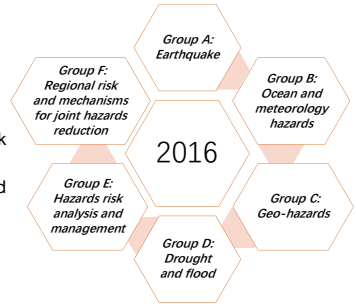 Group A:
Earthquake
Group F:
Regional risk
and mechanisms
for joint hazards
reduction
Group B:
Ocean and
meteorology
hazards
2016
Group E:
Hazards risk
analysis and
management
Group C:
Geo-hazards
Group D:
Drought
and flood